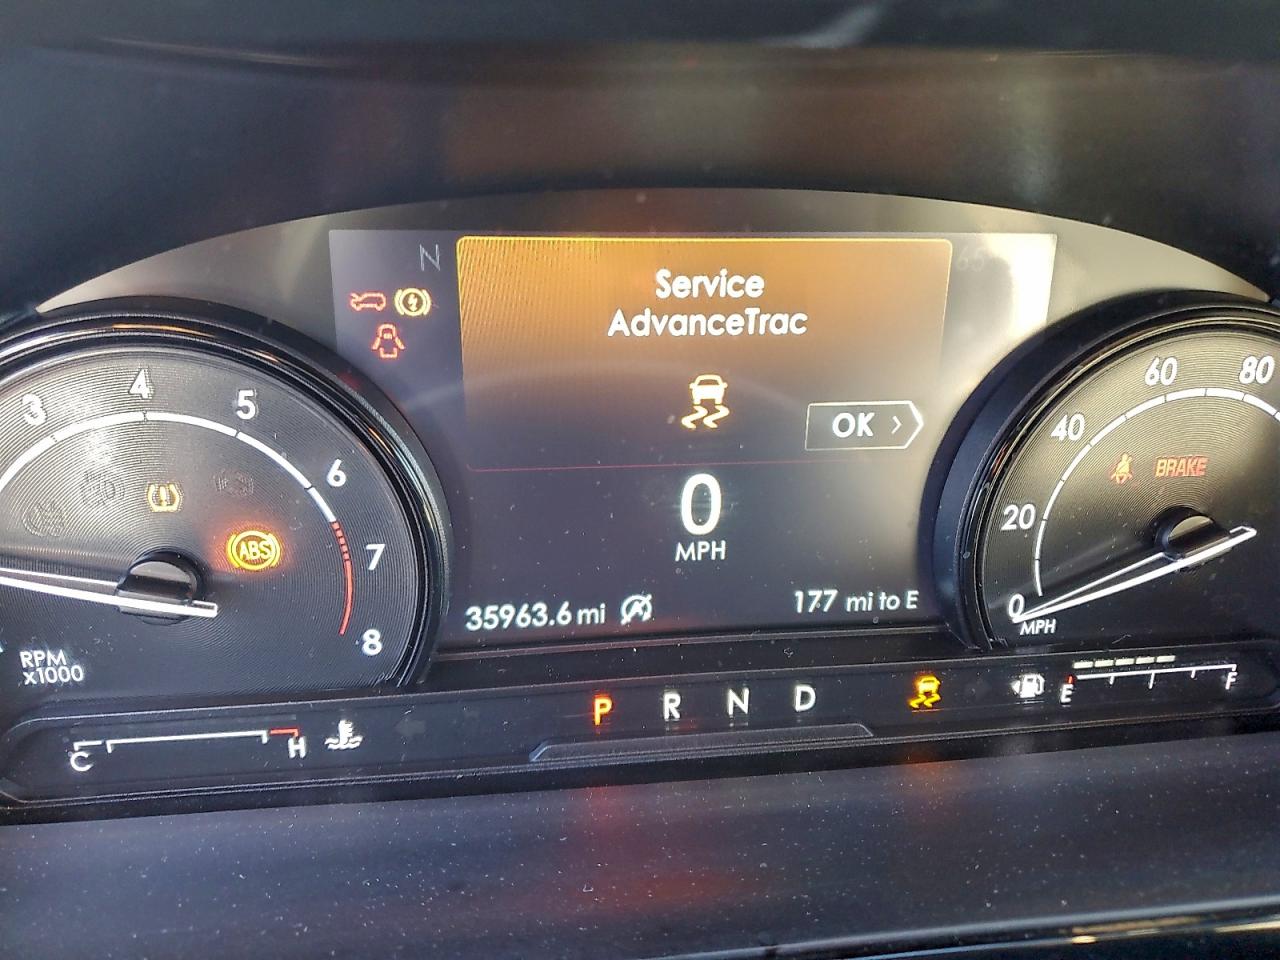 N
65
Service
AdvanceTrac
OK
0
MPH
35963.6 mi
177 mi to E
3
4
5
6
7
8
RPM
x1000
ABS
0
20
40
60
80
MPH
BRAKE
C
H
P R N D
E
F